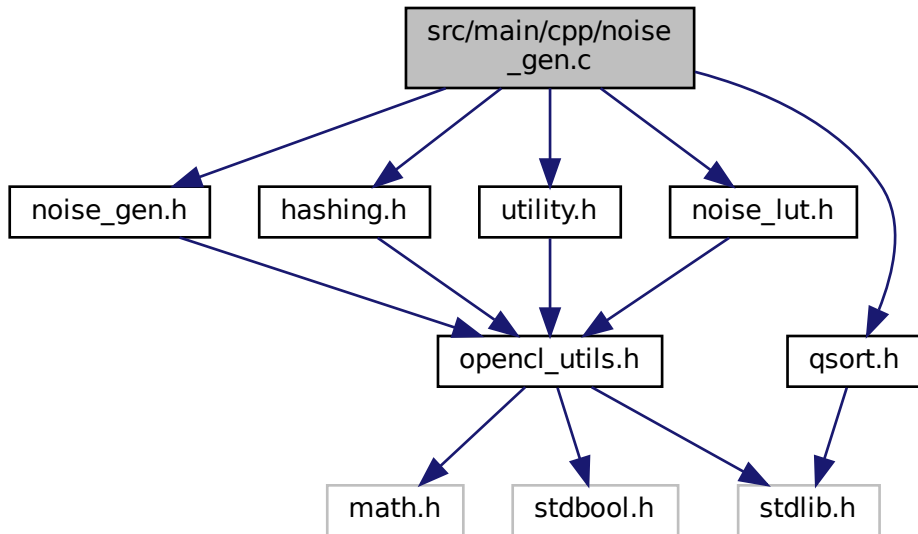 src/main/cpp/noise
_gen.c
noise_gen.h
hashing.h
utility.h
noise_lut.h
opencl_utils.h
qsort.h
math.h
stdbool.h
stdlib.h